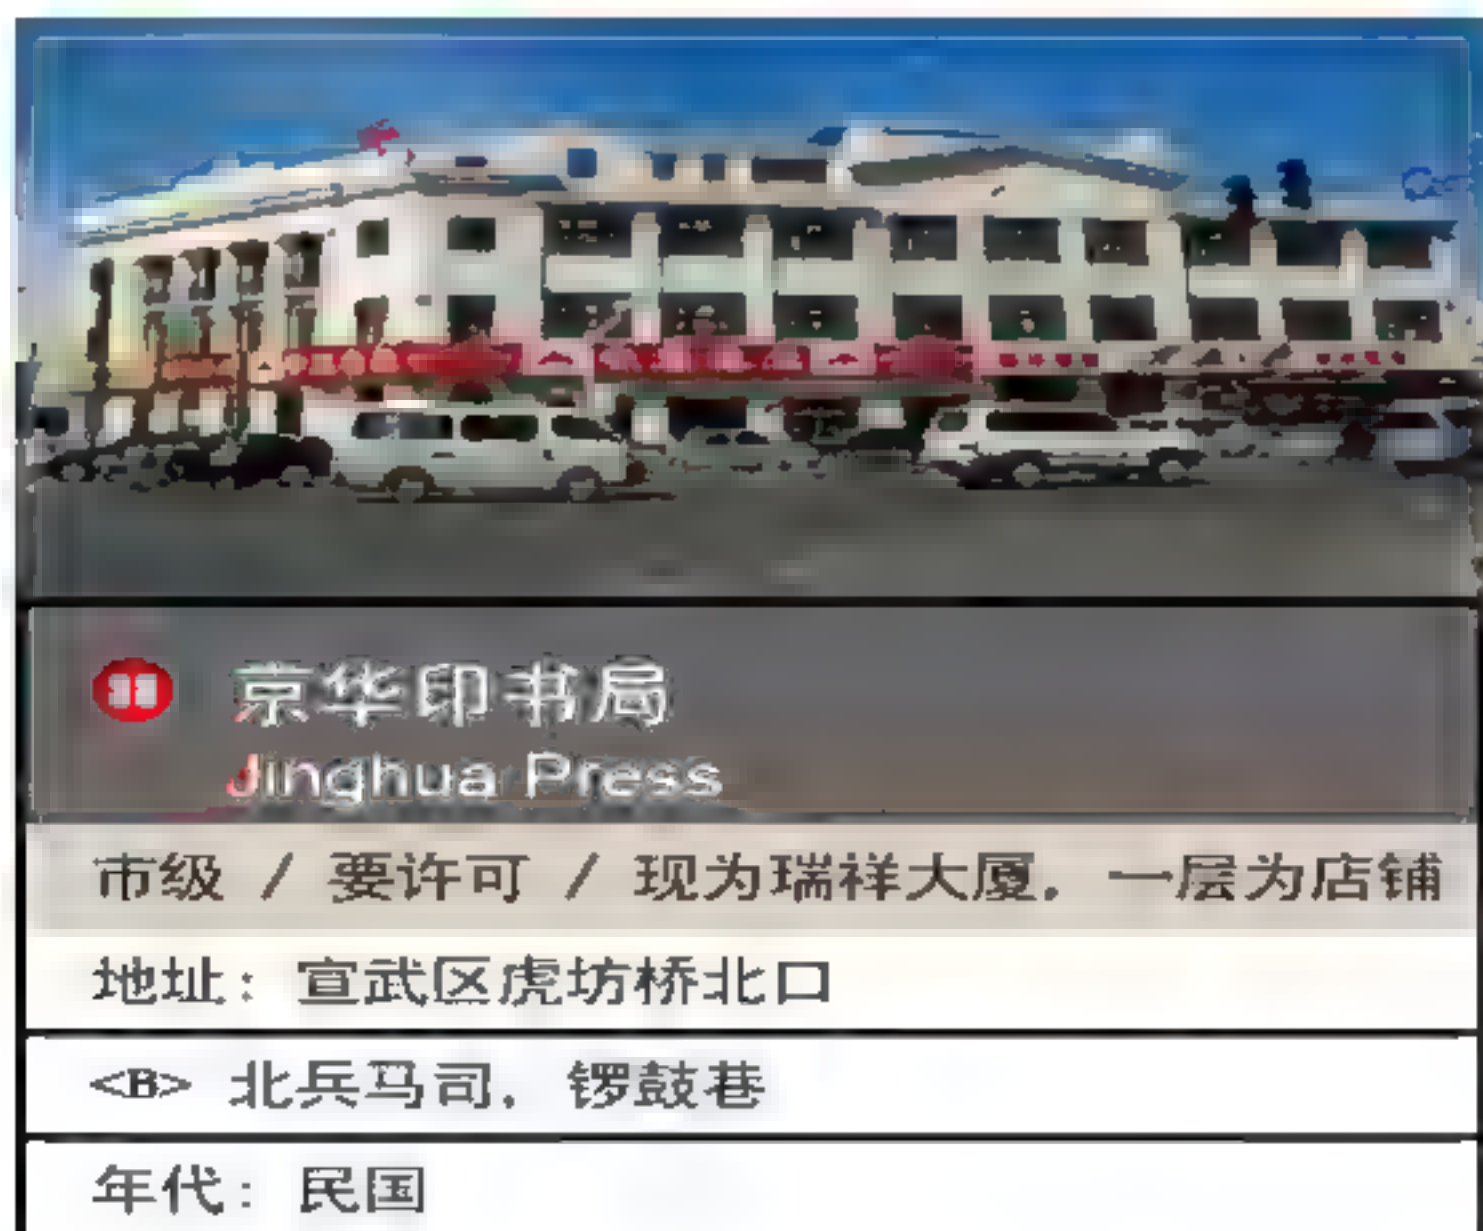 京华印书局
Jinghua Press
市级 / 要许可 / 现为瑞祥大厦，一层为店铺
地址：宣武区虎坊桥北口
<B> 北兵马司，锣鼓巷
年代：民国